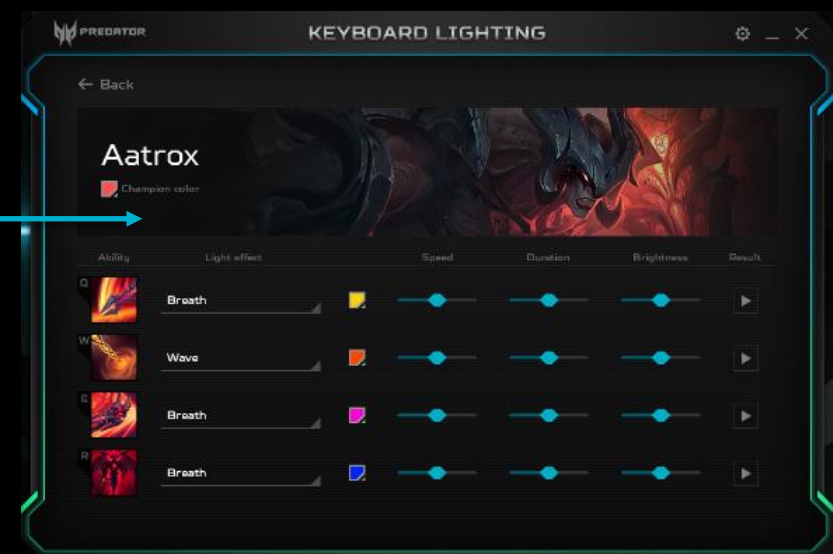 PREDATOR
KEYBOARD LIGHTING
← Back
Aatrox
Champion color
Ability Light effect Speed Duration Brightness Result
Q
Breath
W
Wave
E
Breath
R
Breath